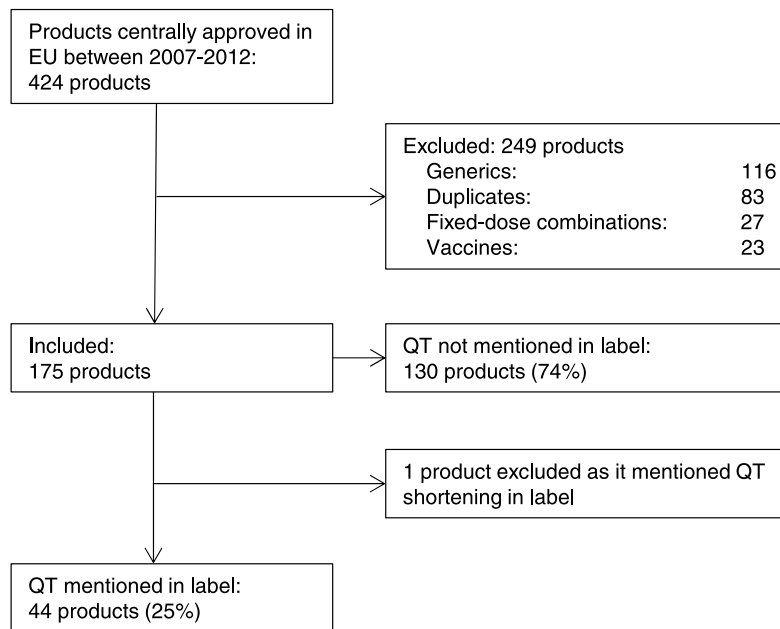 Products centrally approved in
EU between 2007-2012:
424 products
Excluded: 249 products
Generics: 116
Duplicates: 83
Fixed-dose combinations: 27
Vaccines: 23
Included:
175 products
QT not mentioned in label:
130 products (74%)
1 product excluded as it mentioned QT
shortening in label
QT mentioned in label:
44 products (25%)